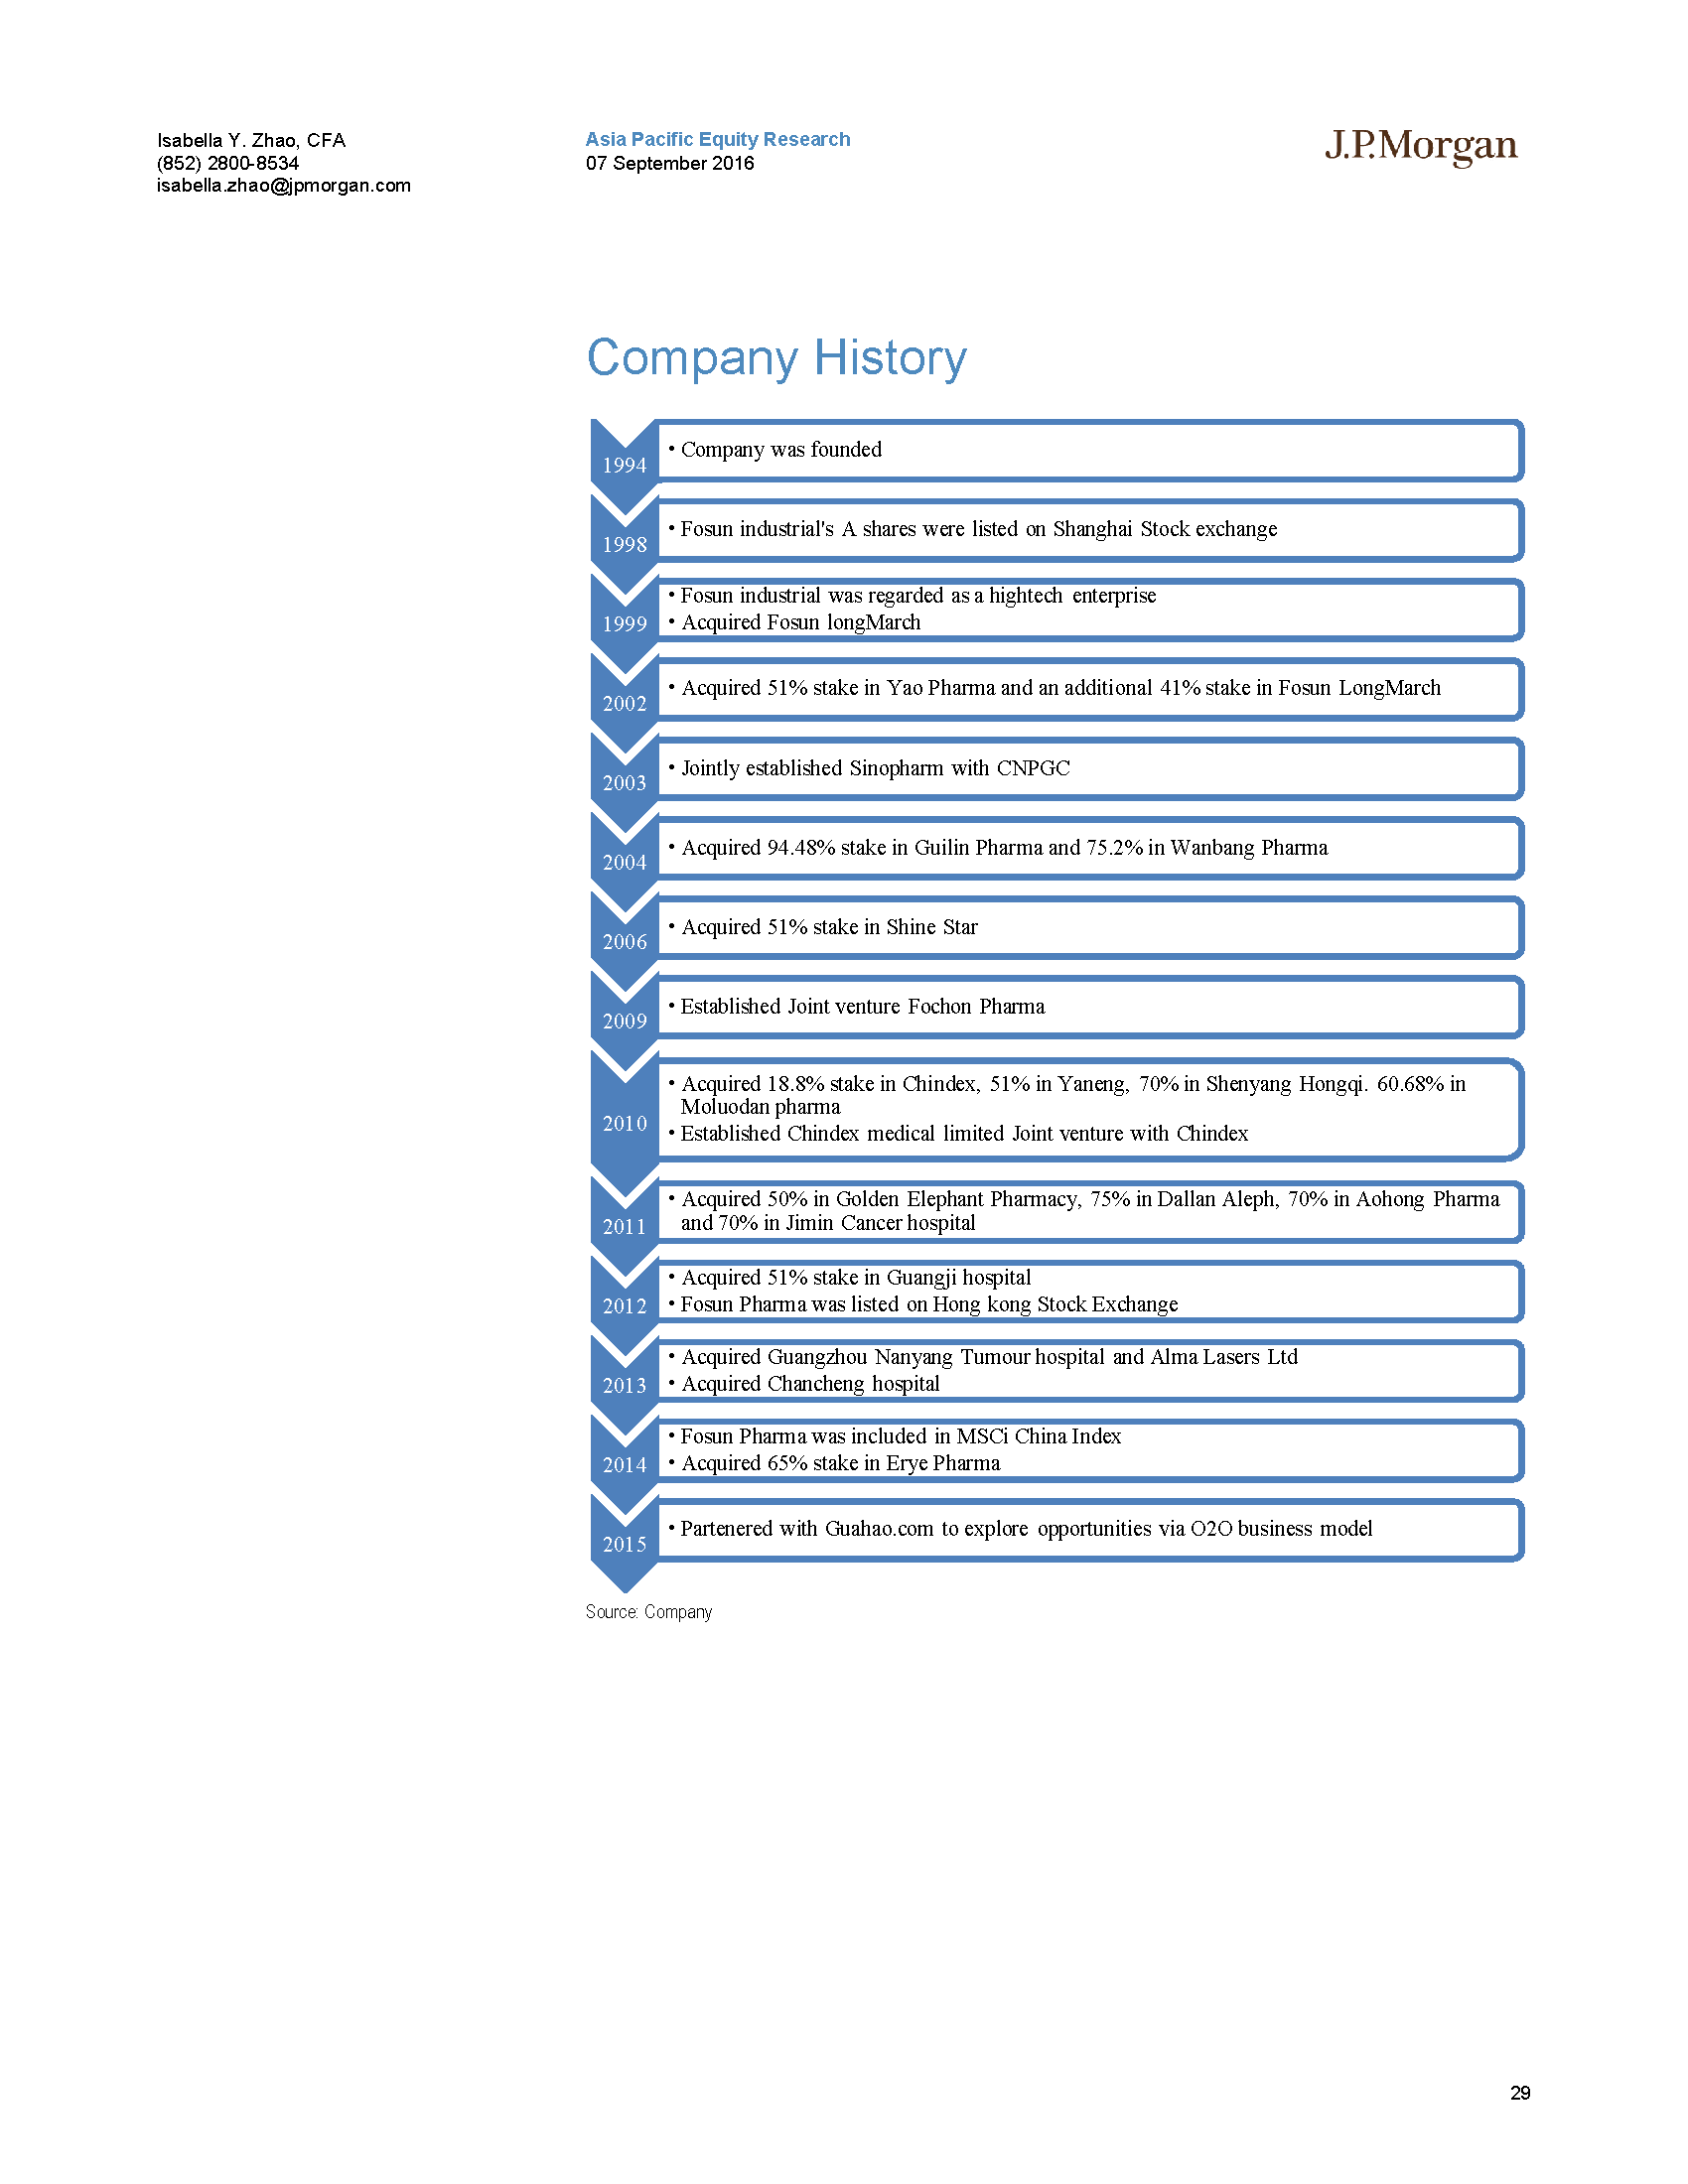 Isabella Y. Zhao, CFA
(852) 2800-8534
isabella.zhao@jpmorgan.com
Asia Pacific Equity Research
07 September 2016
J.P.Morgan
Company History
1994
• Company was founded
1998
• Fosun industrial's A shares were listed on Shanghai Stock exchange
1999
• Fosun industrial was regarded as a hightech enterprise
• Acquired Fosun longMarch
2002
• Acquired 51% stake in Yao Pharma and an additional 41% stake in Fosun LongMarch
2003
• Jointly established Sinopharm with CNPGC
2004
• Acquired 94.48% stake in Guilin Pharma and 75.2% in Wanbang Pharma
2006
• Acquired 51% stake in Shine Star
2009
• Established Joint venture Fochon Pharma
2010
• Acquired 18.8% stake in Chindex, 51% in Yaneng, 70% in Shenyang Hongqi. 60.68% in
Moluodan pharma
• Established Chindex medical limited Joint venture with Chindex
2011
• Acquired 50% in Golden Elephant Pharmacy, 75% in Dallan Aleph, 70% in Aohong Pharma
and 70% in Jimin Cancer hospital
2012
• Acquired 51% stake in Guangji hospital
• Fosun Pharma was listed on Hong kong Stock Exchange
2013
• Acquired Guangzhou Nanyang Tumour hospital and Alma Lasers Ltd
• Acquired Chancheng hospital
2014
• Fosun Pharma was included in MSCi China Index
• Acquired 65% stake in Erye Pharma
2015
• Partenered with Guahao.com to explore opportunities via O2O business model
Source: Company
29